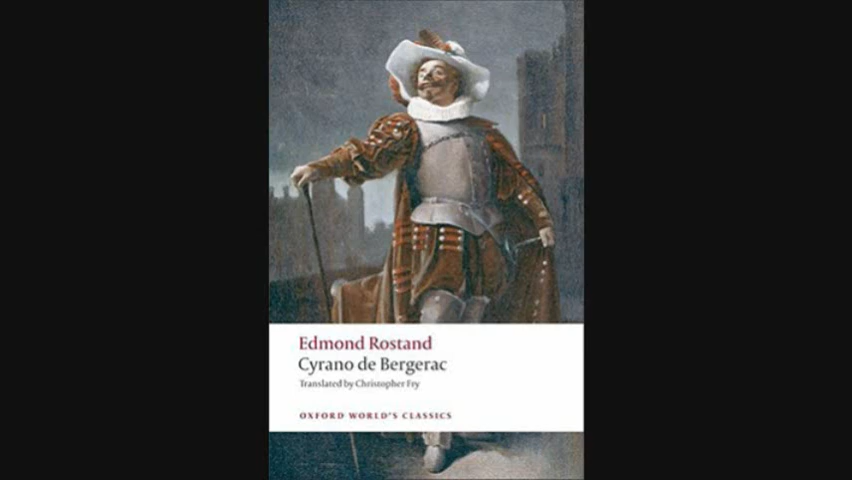 Edmond Rostand
Cyrano de Bergerac
Translated by Christopher Fry
OXFORD WORLD'S CLASSICS